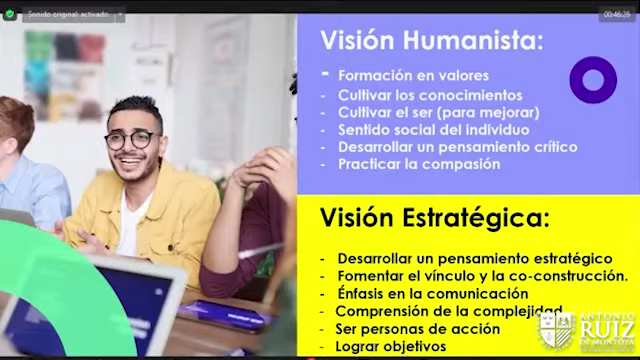 Sonido original: activado
00:46:26
Visión Humanista:
- Formación en valores
- Cultivar los conocimientos
- Cultivar el ser (para mejorar)
- Sentido social del individuo
- Desarrollar un pensamiento crítico
- Practicar la compasión
Visión Estratégica:
- Desarrollar un pensamiento estratégico
- Fomentar el vínculo y la co-construcción.
- Énfasis en la comunicación
- Comprensión de la complejidad
- Ser personas de acción
- Lograr objetivos
ANTONIO
RUIZ
DE MONTOYA